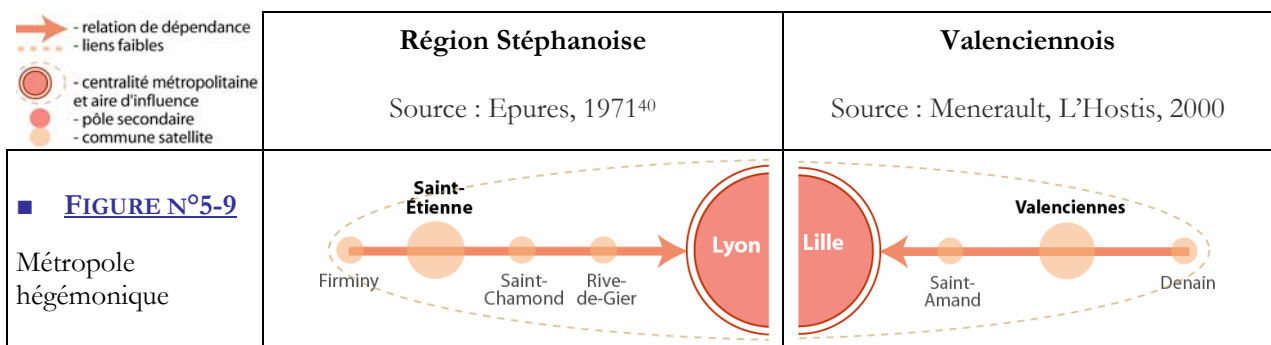 - relation de dépendance
- liens faibles
- centralité métropolitaine
et aire d'influence
- pôle secondaire
- commune satellite
Région Stéphanoise
Source : Epures, 1971⁴⁰
Valenciennois
Source : Menerault, L'Hostis, 2000
■ FIGURE N°5-9
Métropole
hégémonique
Saint-
Étienne
Firminy
Saint-
Chamond
Rive-
de-Gier
Lyon
Lille
Valenciennes
Saint-
Amand
Denain